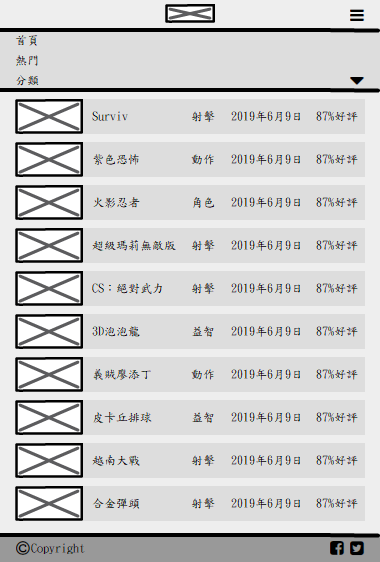 首頁
熱門
分類
Surviv 射擊 2019年6月9日 87%好評
紫色恐怖 動作 2019年6月9日 87%好評
火影忍者 角色 2019年6月9日 87%好評
超級瑪莉無敵版 射擊 2019年6月9日 87%好評
CS：絕對武力 射擊 2019年6月9日 87%好評
3D泡泡龍 益智 2019年6月9日 87%好評
義賊廖添丁 動作 2019年6月9日 87%好評
皮卡丘排球 益智 2019年6月9日 87%好評
越南大戰 射擊 2019年6月9日 87%好評
合金彈頭 射擊 2019年6月9日 87%好評
©Copyright